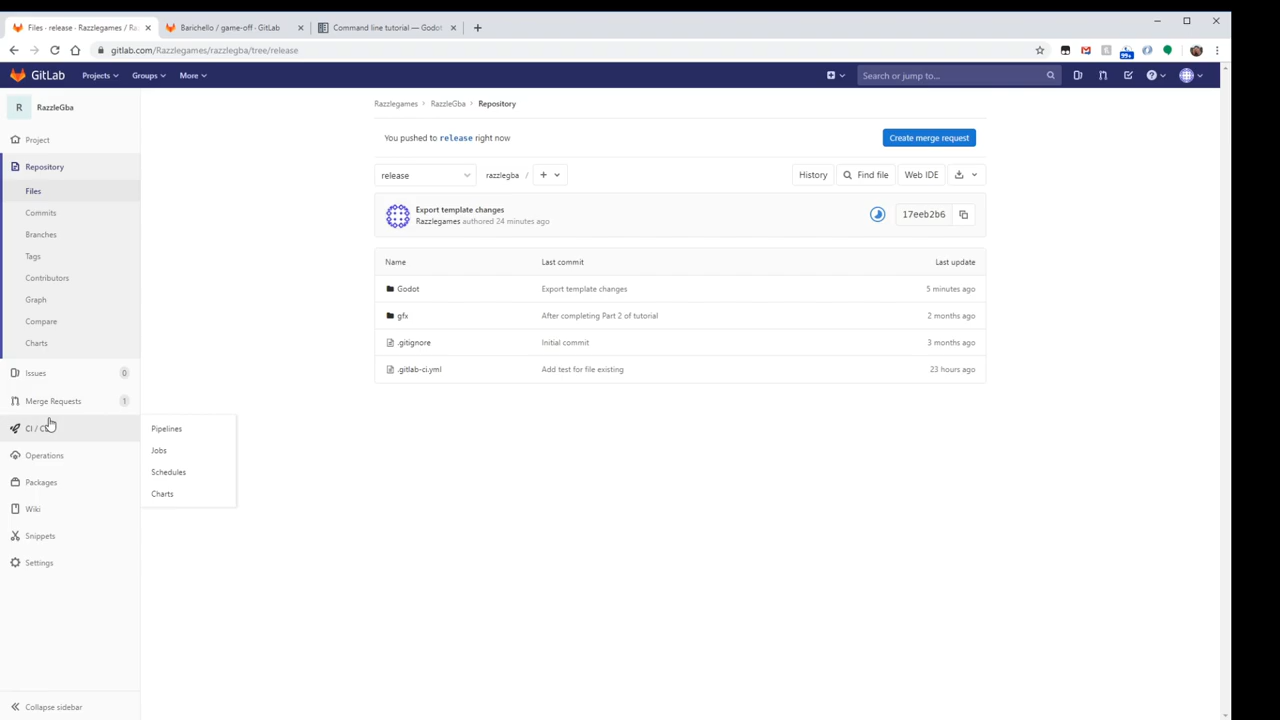 Files · release · Razzlegames / Ra
Barichello / game-off · GitLab
Command line tutorial — Godot
gitlab.com/Razzlegames/razzlegba/tree/release
99+
GitLab
Projects
Groups
More
Search or jump to...
R
RazzleGba
Project
Repository
Files
Commits
Branches
Tags
Contributors
Graph
Compare
Charts
Issues 0
Merge Requests 1
CI /
Operations
Packages
Wiki
Snippets
Settings
Collapse sidebar
Pipelines
Jobs
Schedules
Charts
Razzlegames › RazzleGba › Repository
You pushed to release right now
Create merge request
release
razzlegba / +
History
Find file
Web IDE
Export template changes
Razzlegames authored 24 minutes ago
17eeb2b6
Name Last commit Last update
Godot Export template changes 5 minutes ago
gfx After completing Part 2 of tutorial 2 months ago
.gitignore Initial commit 3 months ago
.gitlab-ci.yml Add test for file existing 23 hours ago